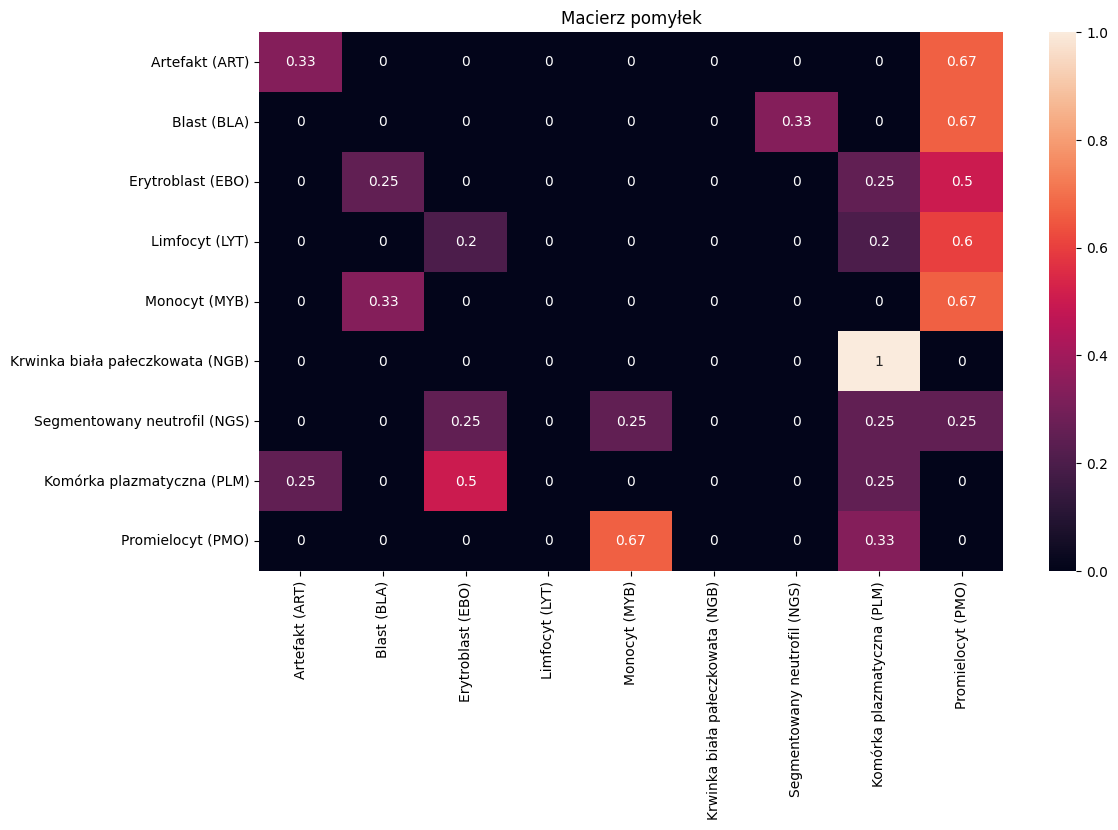 Macierz pomyłek
Artefakt (ART) 0.33 0 0 0 0 0 0 0 0.67
Blast (BLA) 0 0 0 0 0 0 0.33 0 0.67
Erytroblast (EBO) 0 0.25 0 0 0 0 0 0.25 0.5
Limfocyt (LYT) 0 0 0.2 0 0 0 0 0.2 0.6
Monocyt (MYB) 0 0.33 0 0 0 0 0 0 0.67
Krwinka biała pałeczkowata (NGB) 0 0 0 0 0 0 0 1 0
Segmentowany neutrofil (NGS) 0 0 0.25 0 0.25 0 0 0.25 0.25
Komórka plazmatyczna (PLM) 0.25 0 0.5 0 0 0 0 0.25 0
Promielocyt (PMO) 0 0 0 0 0.67 0 0 0.33 0
Artefakt (ART)
Blast (BLA)
Erytroblast (EBO)
Limfocyt (LYT)
Monocyt (MYB)
Krwinka biała pałeczkowata (NGB)
Segmentowany neutrofil (NGS)
Komórka plazmatyczna (PLM)
Promielocyt (PMO)
1.0
0.8
0.6
0.4
0.2
0.0